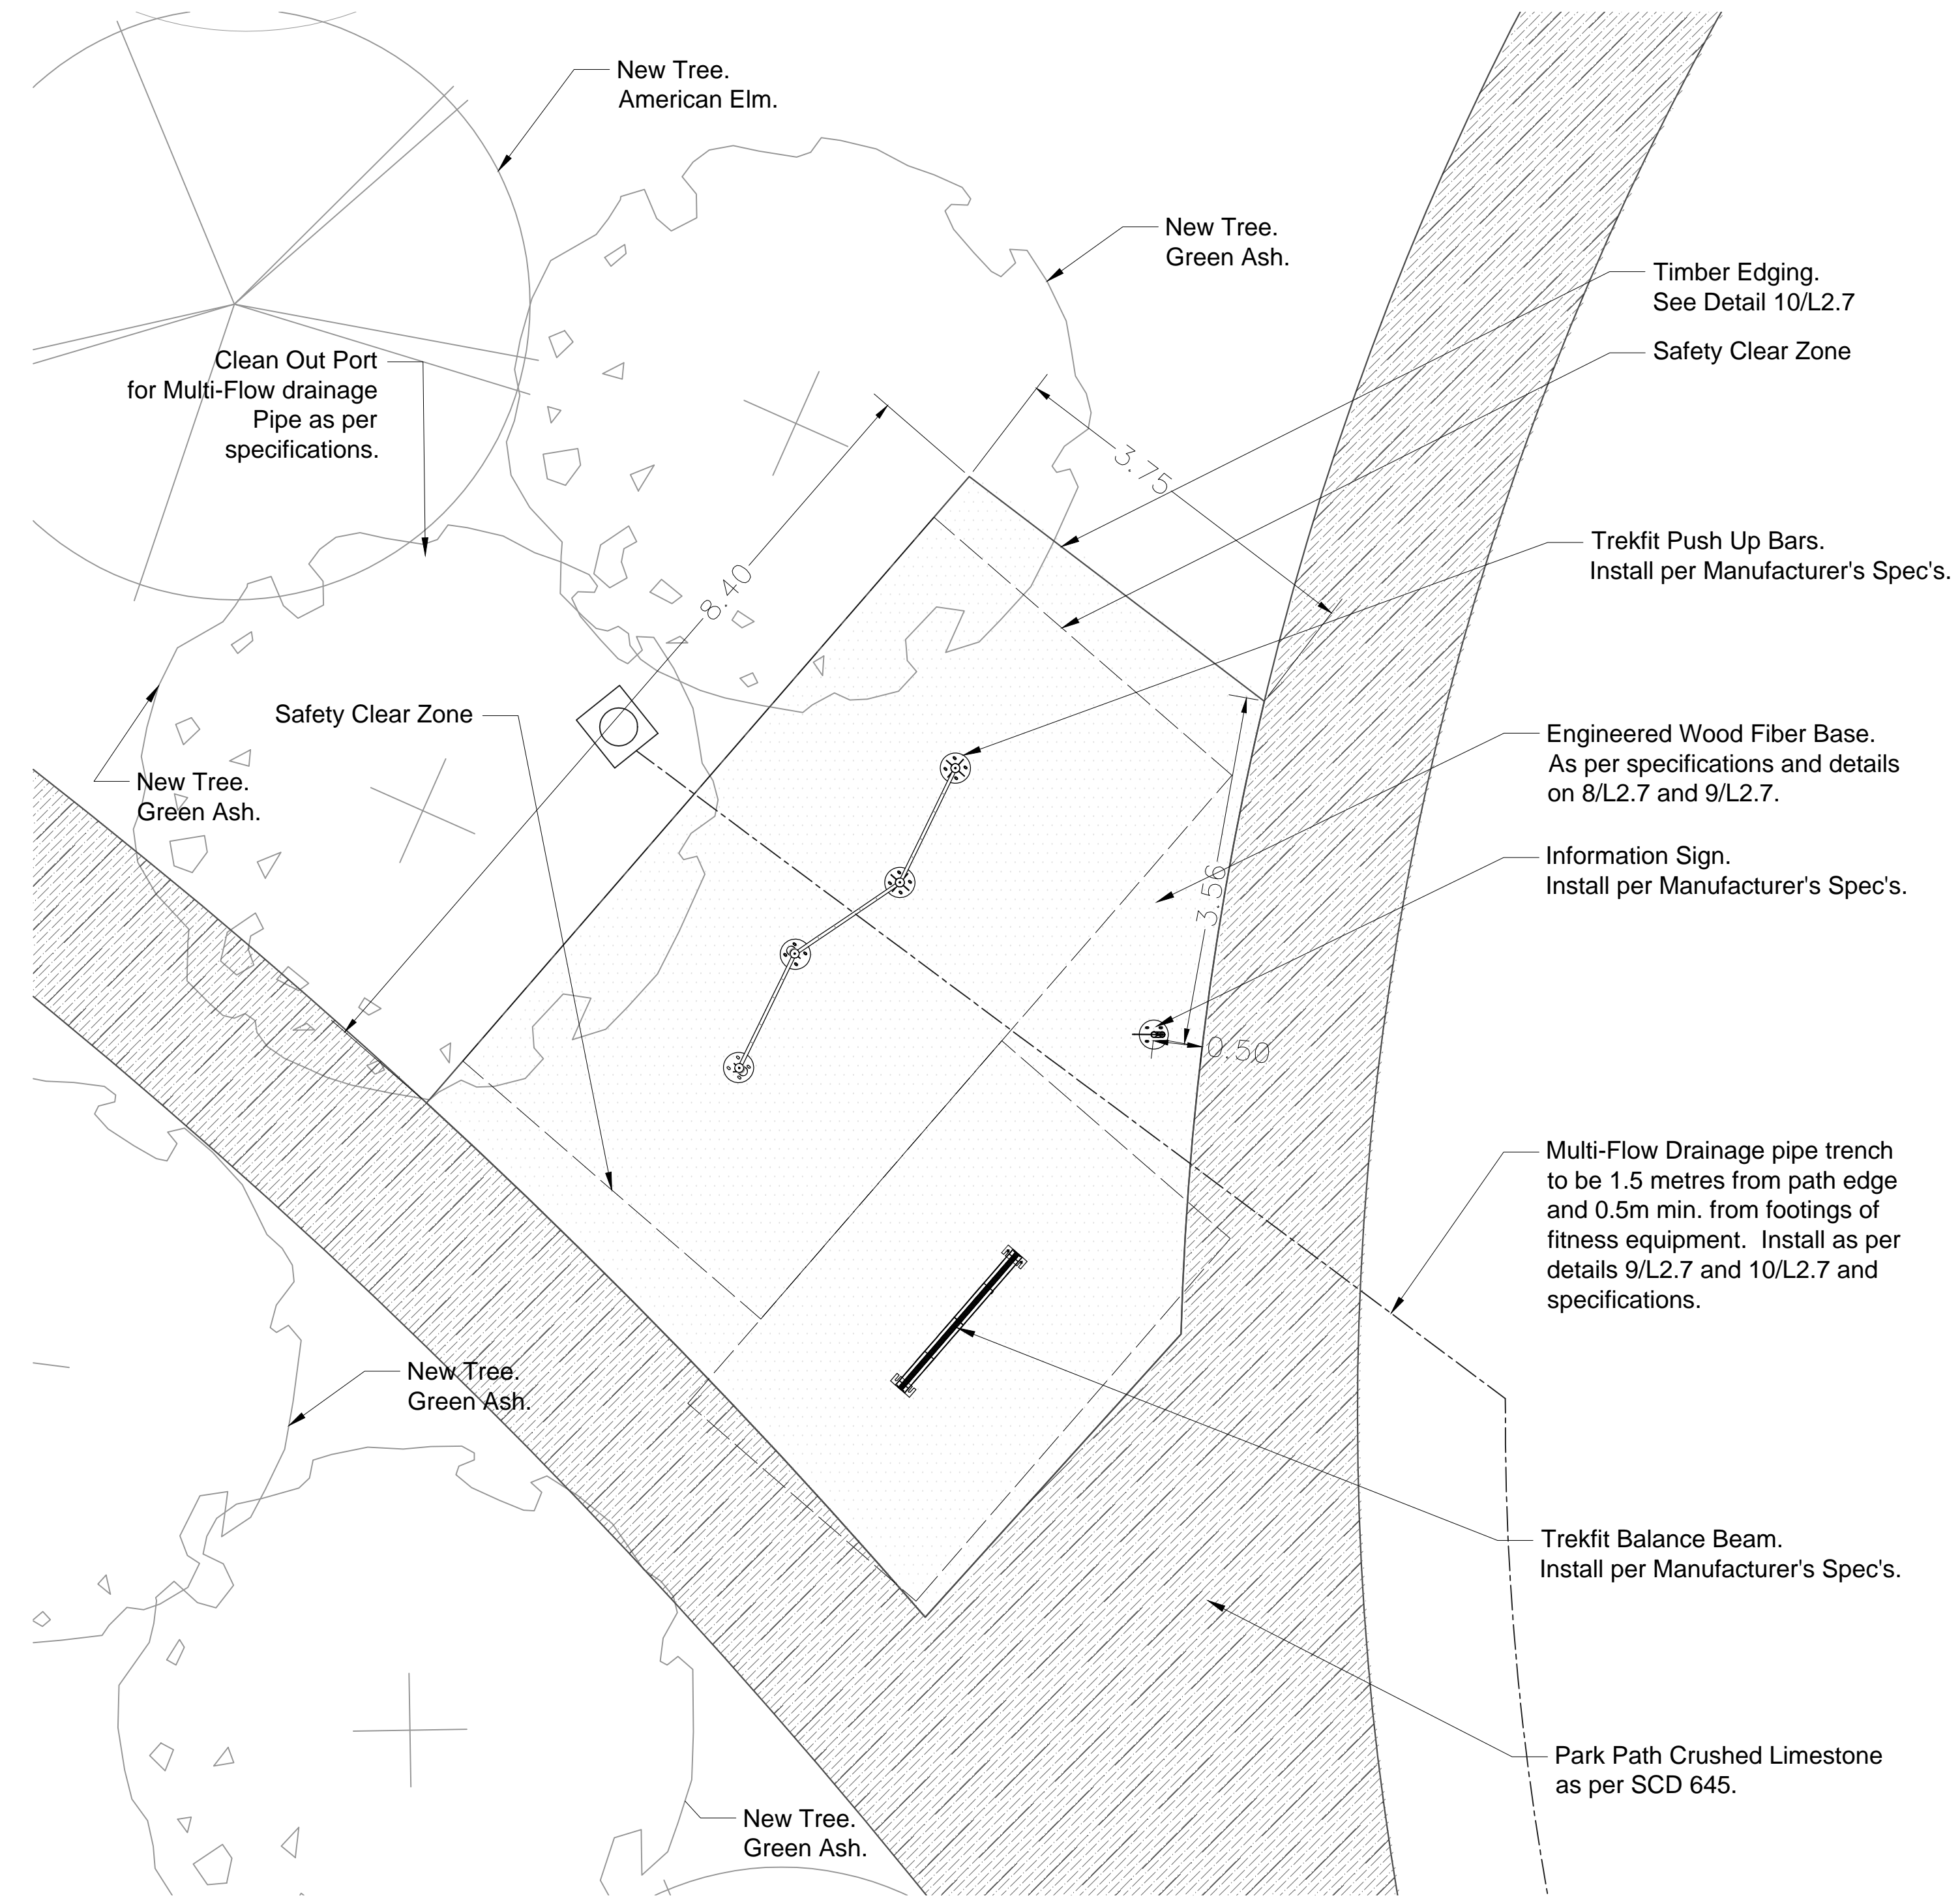 New Tree.
American Elm.
New Tree.
Green Ash.
Timber Edging.
See Detail 10/L2.7
Safety Clear Zone
Clean Out Port
for Multi-Flow drainage
Pipe as per
specifications.
3.75
8.40
Trekfit Push Up Bars.
Install per Manufacturer's Spec's.
Safety Clear Zone
New Tree.
Green Ash.
Engineered Wood Fiber Base.
As per specifications and details
on 8/L2.7 and 9/L2.7.
3.56
Information Sign.
Install per Manufacturer's Spec's.
0.50
Multi-Flow Drainage pipe trench
to be 1.5 metres from path edge
and 0.5m min. from footings of
fitness equipment. Install as per
details 9/L2.7 and 10/L2.7 and
specifications.
New Tree.
Green Ash.
Trekfit Balance Beam.
Install per Manufacturer's Spec's.
Park Path Crushed Limestone
as per SCD 645.
New Tree.
Green Ash.